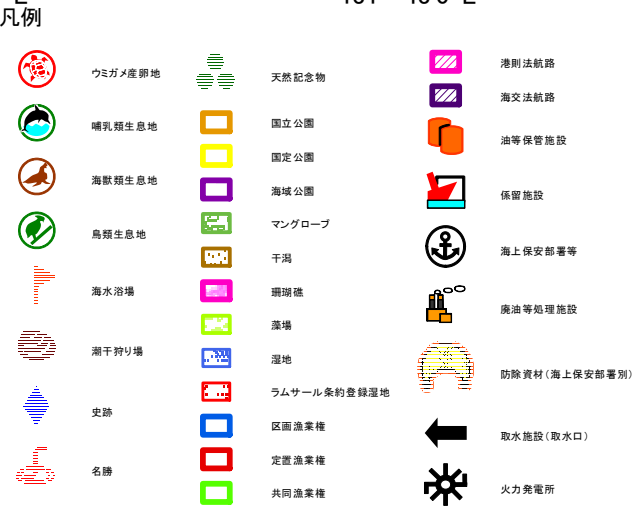 凡例
ウミガメ産卵地
哺乳類生息地
海獣類生息地
鳥類生息地
海水浴場
潮干狩り場
史跡
名勝
天然記念物
国立公園
国定公園
海域公園
マングローブ
干潟
珊瑚礁
藻場
湿地
ラムサール条約登録湿地
区画漁業権
定置漁業権
共同漁業権
港則法航路
海交法航路
油等保管施設
係留施設
海上保安部署等
廃油等処理施設
防除資材(海上保安部署別)
取水施設(取水口)
火力発電所